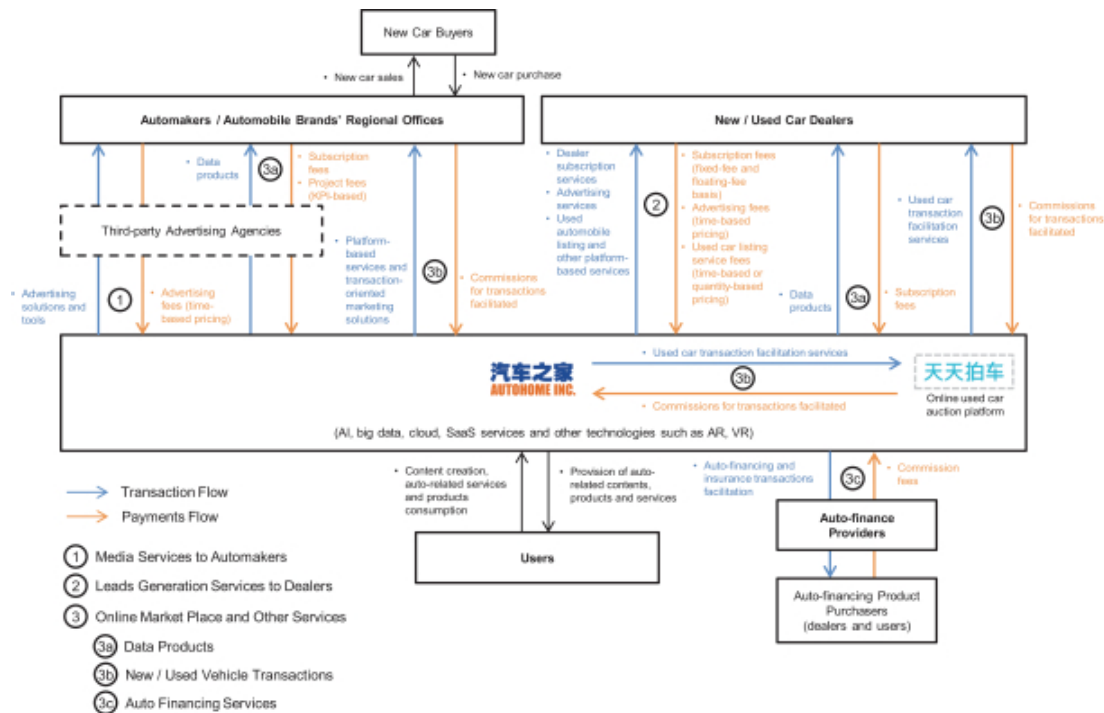 New Car Buyers
• New car sales
• New car purchase
Automakers / Automobile Brands' Regional Offices
New / Used Car Dealers
• Data
products
3a
• Subscription
fees
• Project fees
(KPI-based)
• Dealer
subscription
services
• Advertising
services
• Used
automobile
listing and
other platform-
based services
2
• Subscription fees
(fixed-fee and
floating-fee
basis)
• Advertising fees
(time-based
pricing)
• Used car listing
service fees
(time-based or
quantity-based
pricing)
• Used car
transaction
facilitation
services
3b
• Commissions
for transactions
facilitated
Third-party Advertising Agencies
• Platform-
based
services and
transaction-
oriented
marketing
solutions
3b
• Commissions
for transactions
facilitated
• Advertising
solutions and
tools
1
• Advertising
fees (time-
based pricing)
• Data
products
3a
• Subscription
fees
汽车之家
AUTOHOME INC.
• Used car transaction facilitation services
3b
• Commissions for transactions facilitated
天天拍车
Online used car
auction platform
(AI, big data, cloud, SaaS services and other technologies such as AR, VR)
• Content creation,
auto-related services
and products
consumption
• Provision of auto-
related contents,
products and services
• Auto-financing and
insurance transactions
facilitation
3c
• Commission
fees
Users
Auto-finance
Providers
Auto-financing Product
Purchasers
(dealers and users)
Transaction Flow
Payments Flow
1 Media Services to Automakers
2 Leads Generation Services to Dealers
3 Online Market Place and Other Services
3a Data Products
3b New / Used Vehicle Transactions
3c Auto Financing Services